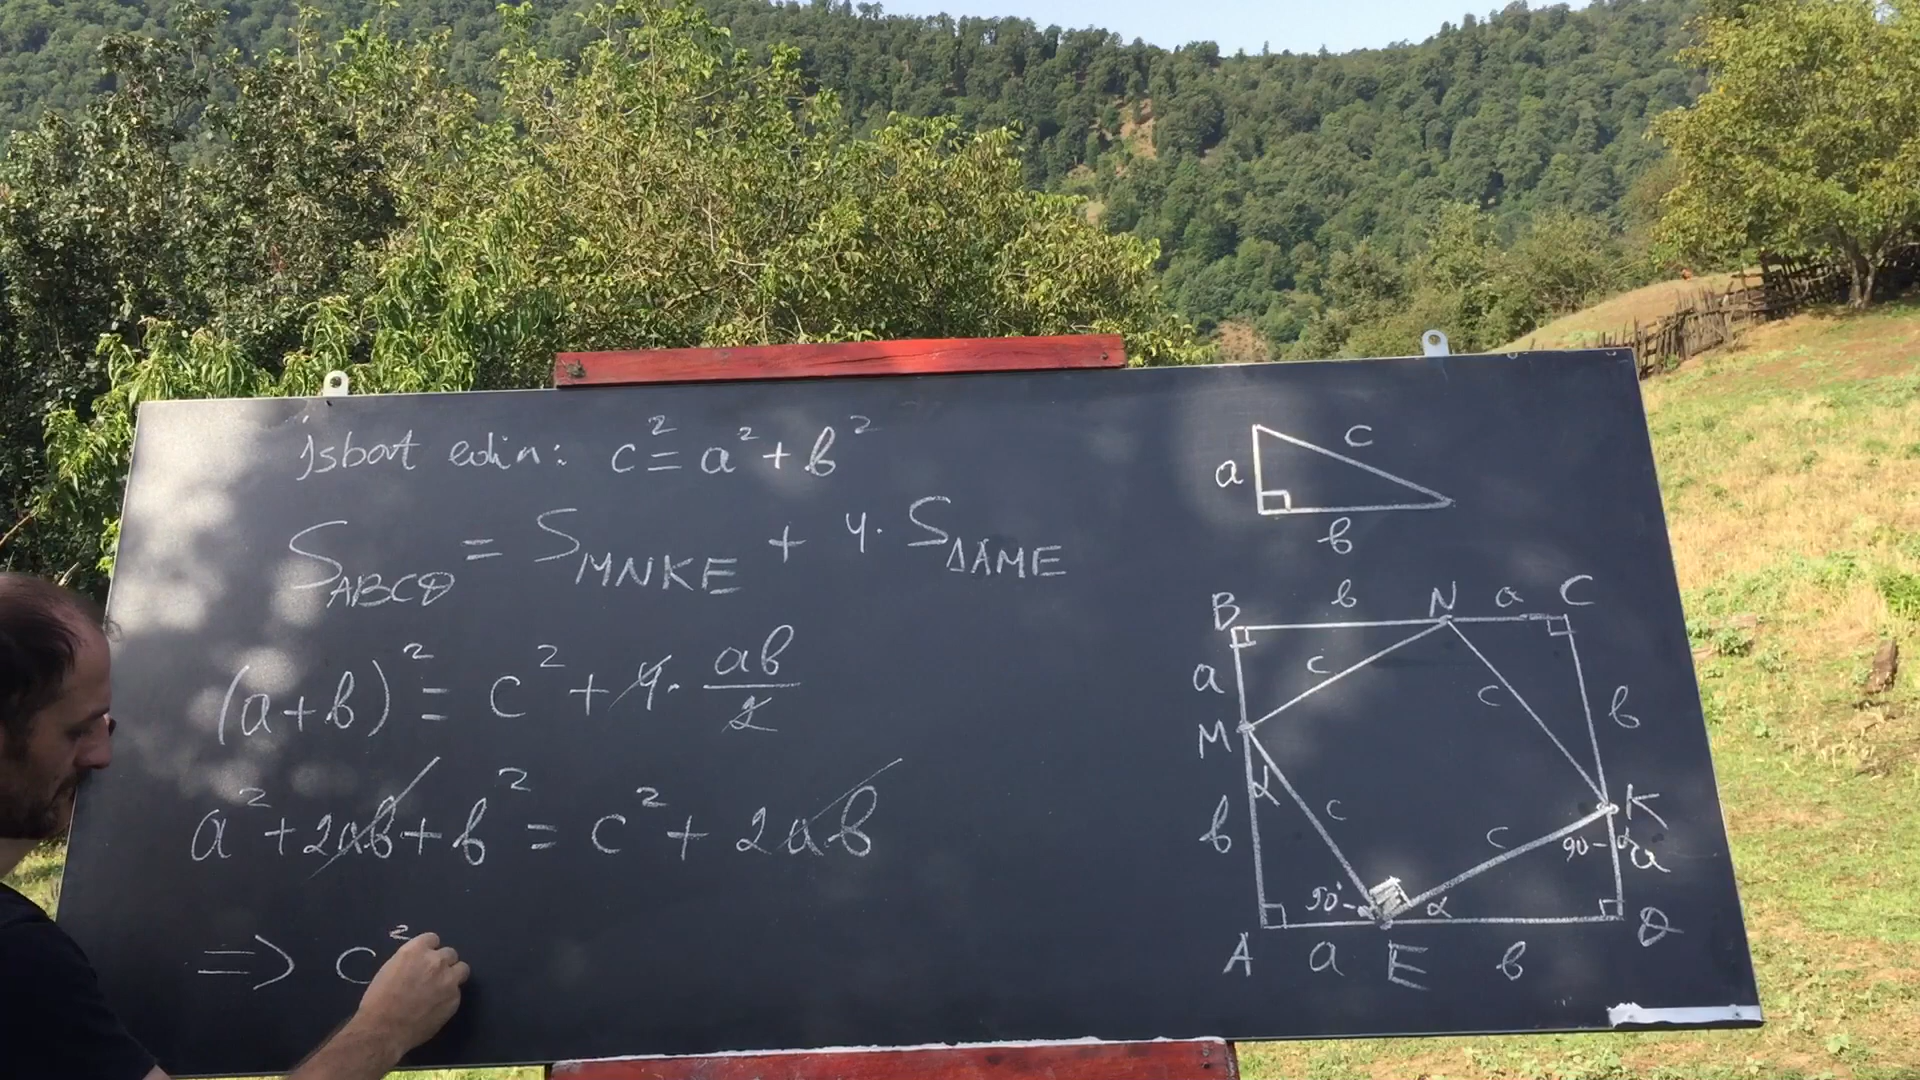 isbat edin: c² = a² + b²
S_ABCD = S_MNKE + 4 · S_ΔAME
(a+b)² = c² + 4 · ab/2
a² + 2ab + b² = c² + 2ab
=> c²
a c
b
B b N a C
a c c b
M
α c c K
b 90-α a
90- α
A a E b D